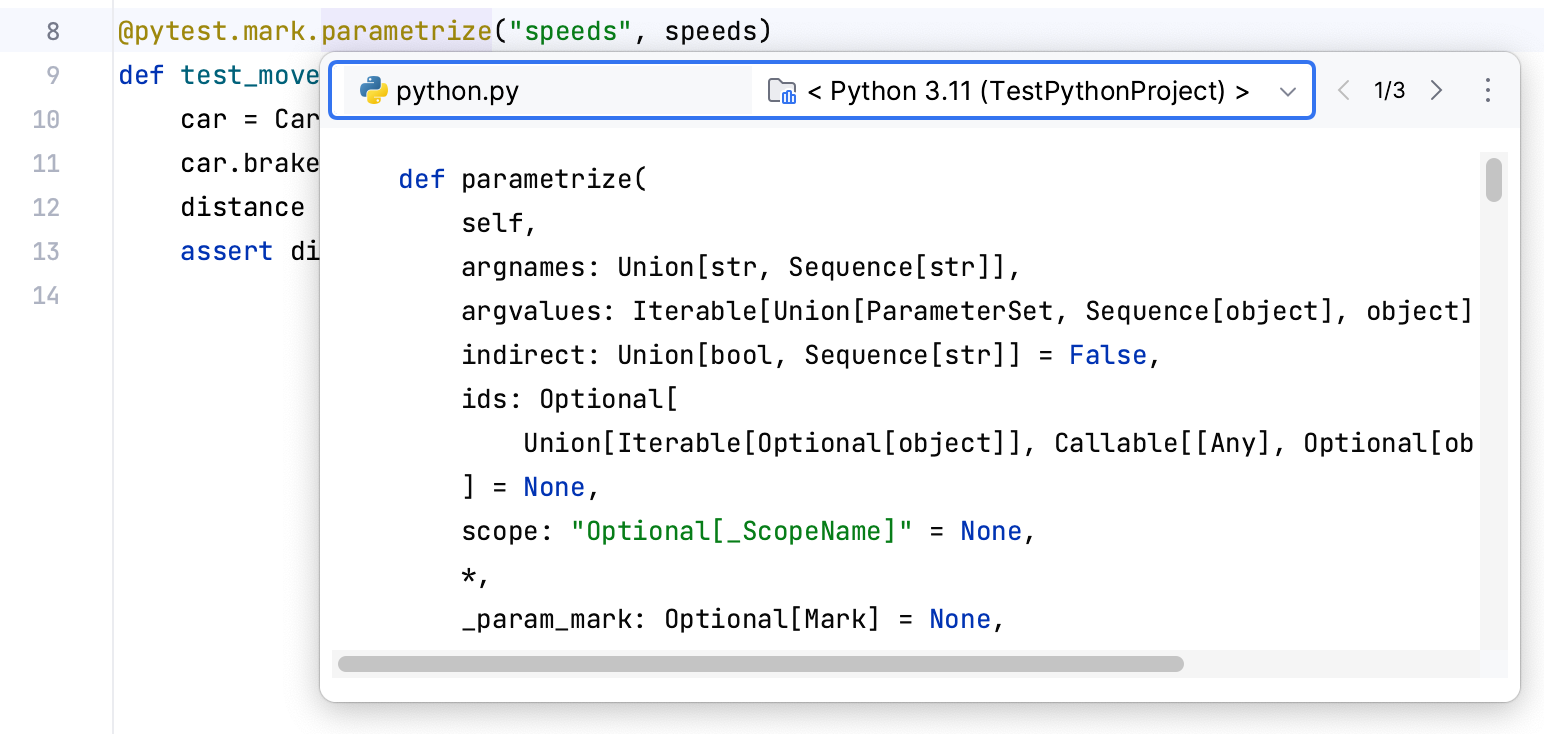 8 @pytest.mark.parametrize("speeds", speeds)
9 def test_move
10 car = Car
11 car.brake
12 distance
13 assert di
14
python.py < Python 3.11 (TestPythonProject) > 1/3
def parametrize(
self,
argnames: Union[str, Sequence[str]],
argvalues: Iterable[Union[ParameterSet, Sequence[object], object]
indirect: Union[bool, Sequence[str]] = False,
ids: Optional[
Union[Iterable[Optional[object]], Callable[[Any], Optional[ob
] = None,
scope: "Optional[_ScopeName]" = None,
*,
_param_mark: Optional[Mark] = None,